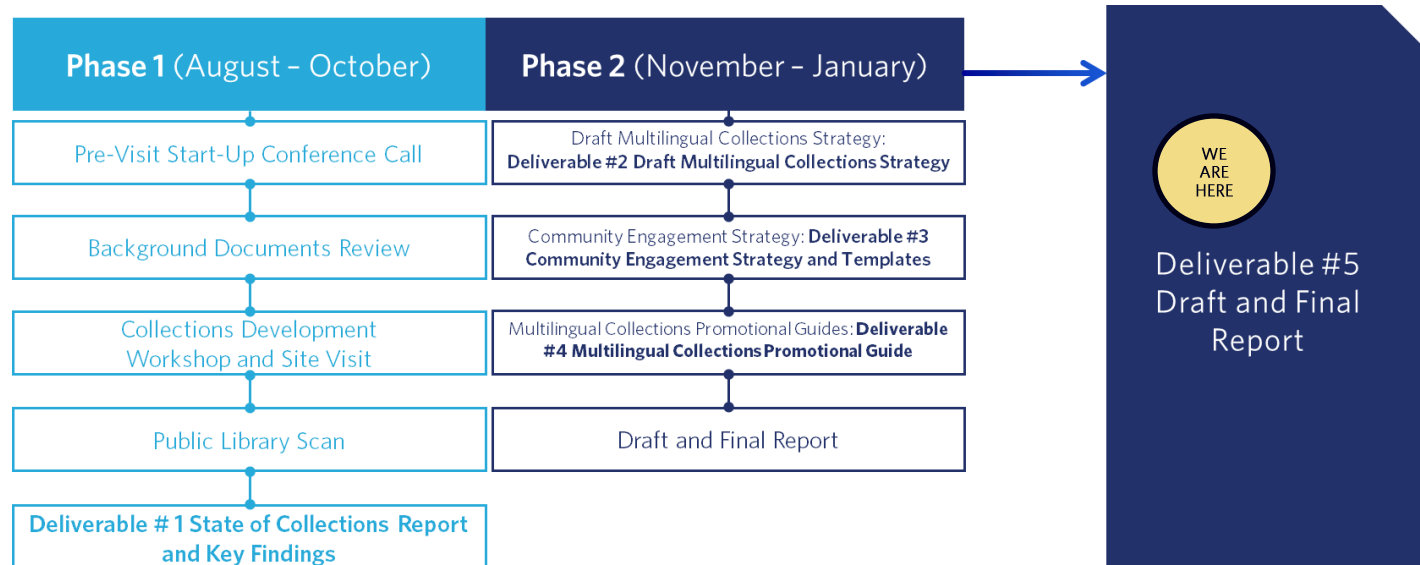 Phase 1 (August – October)
Pre-Visit Start-Up Conference Call
Background Documents Review
Collections Development
Workshop and Site Visit
Public Library Scan
Deliverable # 1 State of Collections Report
and Key Findings
Phase 2 (November – January)
Draft Multilingual Collections Strategy:
Deliverable #2 Draft Multilingual Collections Strategy
Community Engagement Strategy: Deliverable #3
Community Engagement Strategy and Templates
Multilingual Collections Promotional Guides: Deliverable
#4 Multilingual Collections Promotional Guide
Draft and Final Report
WE
ARE
HERE
Deliverable #5
Draft and Final
Report